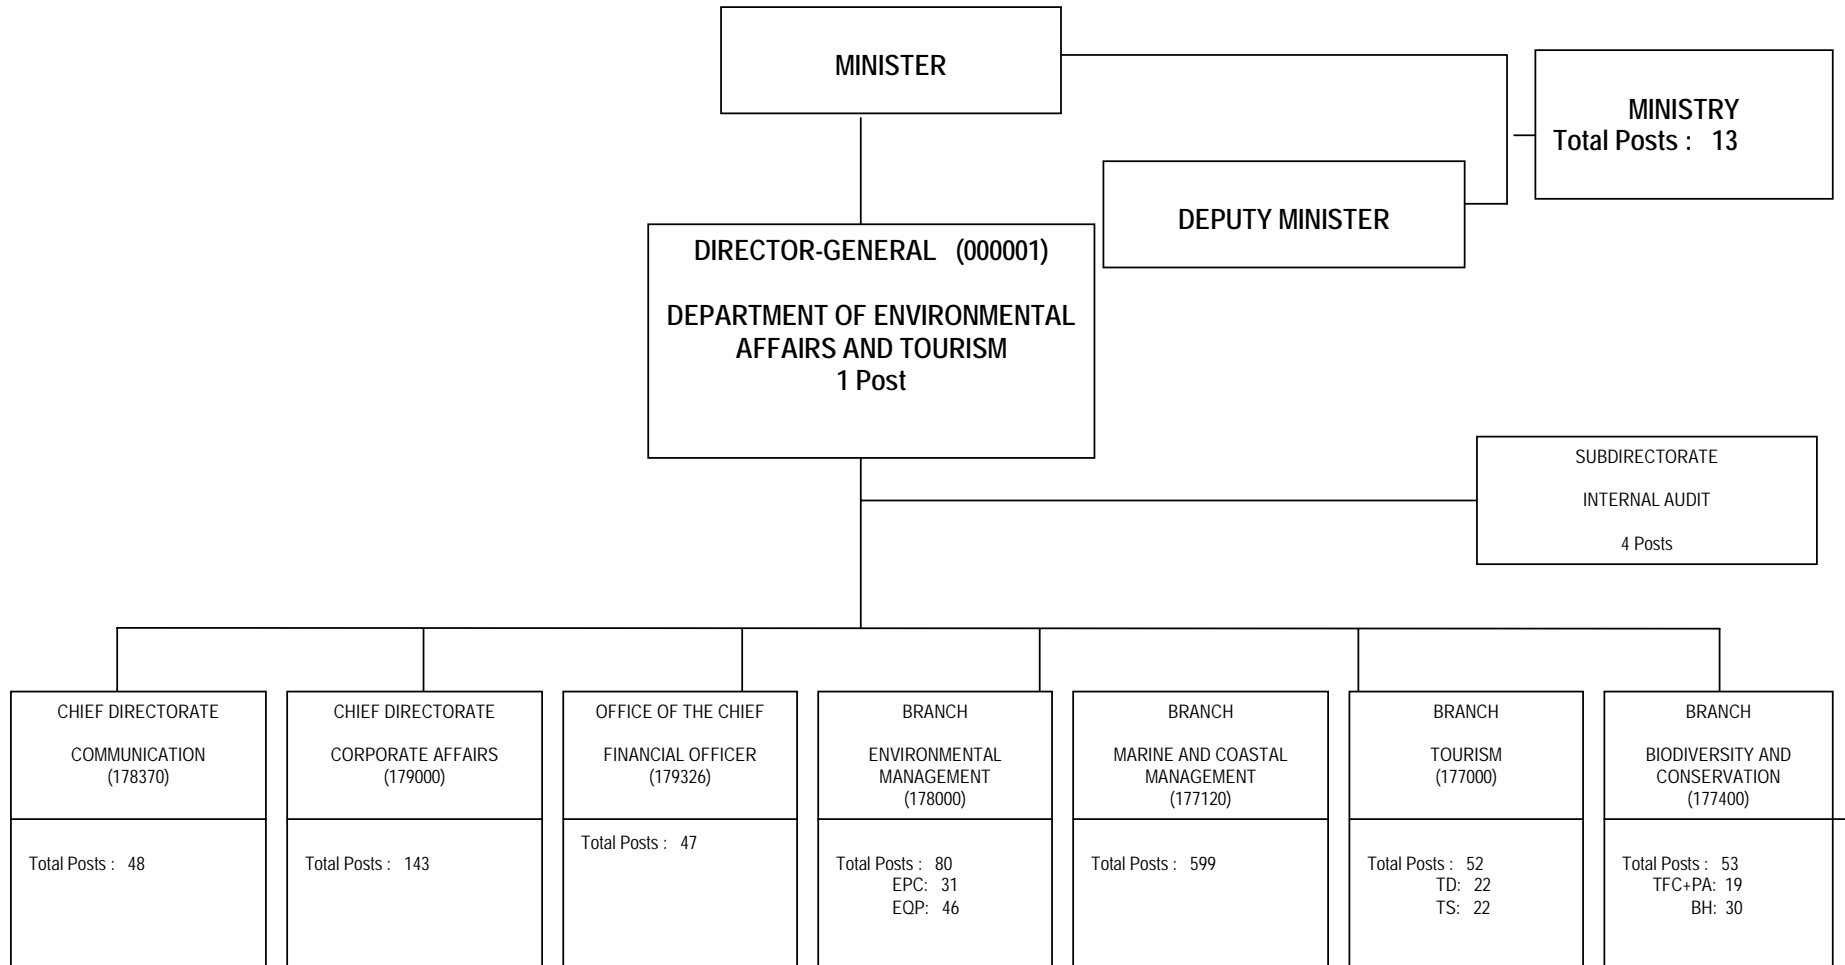 MINISTER
MINISTRY
Total Posts : 13
DEPUTY MINISTER
DIRECTOR-GENERAL (000001)
DEPARTMENT OF ENVIRONMENTAL
AFFAIRS AND TOURISM
1 Post
SUBDIRECTORATE
INTERNAL AUDIT
4 Posts
CHIEF DIRECTORATE
COMMUNICATION
(178370)
Total Posts : 48
CHIEF DIRECTORATE
CORPORATE AFFAIRS
(179000)
Total Posts : 143
OFFICE OF THE CHIEF
FINANCIAL OFFICER
(179326)
Total Posts : 47
BRANCH
ENVIRONMENTAL
MANAGEMENT
(178000)
Total Posts : 80
EPC: 31
EQP: 46
BRANCH
MARINE AND COASTAL
MANAGEMENT
(177120)
Total Posts : 599
BRANCH
TOURISM
(177000)
Total Posts : 52
TD: 22
TS: 22
BRANCH
BIODIVERSITY AND
CONSERVATION
(177400)
Total Posts : 53
TFC+PA: 19
BH: 30